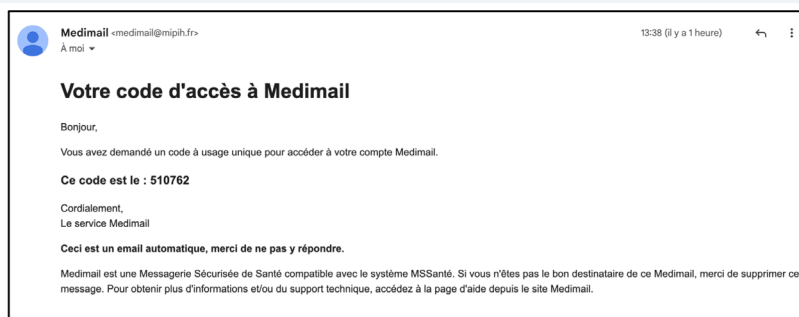 Medimail <medimail@mipih.fr>
13:38 (il y a 1 heure)
À moi
Votre code d'accès à Medimail
Bonjour,
Vous avez demandé un code à usage unique pour accéder à votre compte Medimail.
Ce code est le : 510762
Cordialement,
Le service Medimail
Ceci est un email automatique, merci de ne pas y répondre.
Medimail est une Messagerie Sécurisée de Santé compatible avec le système MSSanté. Si vous n'êtes pas le bon destinataire de ce Medimail, merci de supprimer ce
message. Pour obtenir plus d'informations et/ou du support technique, accédez à la page d'aide depuis le site Medimail.